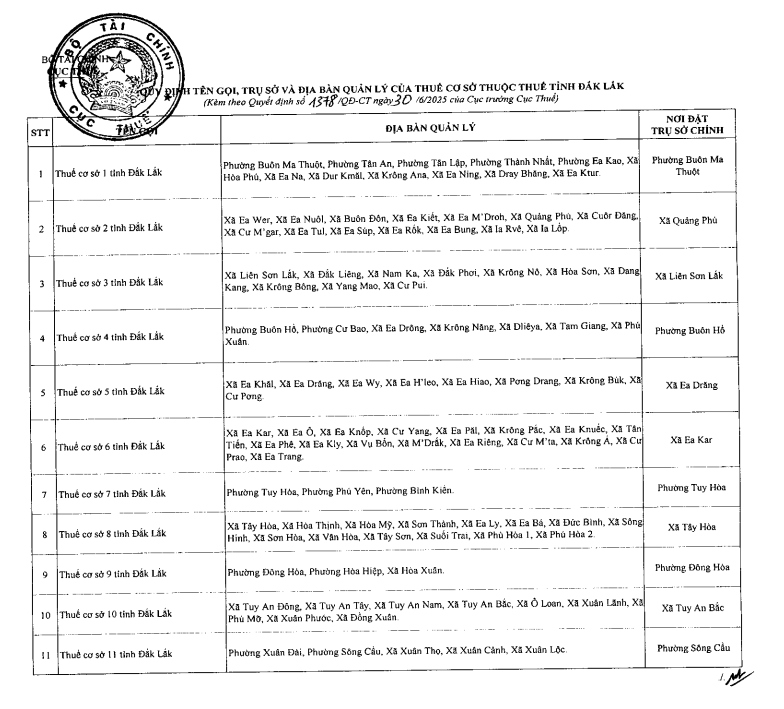 BỘ TÀI CHÍNH
CỤC THUẾ
BỘ TÀI CHÍNH
CỤC THUẾ
QUY ĐỊNH TÊN GỌI, TRỤ SỞ VÀ ĐỊA BÀN QUẢN LÝ CỦA THUẾ CƠ SỞ THUỘC THUẾ TỈNH ĐẮK LẮK
(Kèm theo Quyết định số 1378/QĐ-CT ngày 30/6/2025 của Cục trưởng Cục Thuế)
STT TÊN GỌI ĐỊA BÀN QUẢN LÝ NƠI ĐẶT
TRỤ SỞ CHÍNH
1 Thuế cơ sở 1 tỉnh Đắk Lắk Phường Buôn Ma Thuột, Phường Tân An, Phường Tân Lập, Phường Thành Nhất, Phường Ea Kao, Xã Phường Buôn Ma
Hòa Phú, Xã Ea Na, Xã Dur Kmăl, Xã Krông Ana, Xã Ea Ning, Xã Dray Bhăng, Xã Ea Ktur. Thuột
2 Thuế cơ sở 2 tỉnh Đắk Lắk Xã Ea Wer, Xã Ea Nuôl, Xã Buôn Đôn, Xã Ea Kiết, Xã Ea M'Droh, Xã Quảng Phú, Xã Cuôr Đăng, Xã Quảng Phú
Xã Cư M'gar, Xã Ea Tul, Xã Ea Súp, Xã Ea Rốk, Xã Ea Bung, Xã Ia Rvê, Xã Ia Lốp.
3 Thuế cơ sở 3 tỉnh Đắk Lắk Xã Liên Sơn Lắk, Xã Đắk Liêng, Xã Nam Ka, Xã Đắk Phơi, Xã Krông Nô, Xã Hòa Sơn, Xã Dang Xã Liên Sơn Lắk
Kang, Xã Krông Bông, Xã Yang Mao, Xã Cư Pui.
4 Thuế cơ sở 4 tỉnh Đắk Lắk Phường Buôn Hồ, Phường Cư Bao, Xã Ea Drông, Xã Krông Năng, Xã Dliêya, Xã Tam Giang, Xã Phú Phường Buôn Hồ
Xuân.
5 Thuế cơ sở 5 tỉnh Đắk Lắk Xã Ea Khăl, Xã Ea Drăng, Xã Ea Wy, Xã Ea H'leo, Xã Ea Hiao, Xã Pơng Drang, Xã Krông Búk, Xã Xã Ea Drăng
Cư Pơng.
6 Thuế cơ sở 6 tỉnh Đắk Lắk Xã Ea Kar, Xã Ea Ô, Xã Ea Knốp, Xã Cư Yang, Xã Ea Păl, Xã Krông Pắc, Xã Ea Knuếc, Xã Tân Xã Ea Kar
Tiến, Xã Ea Phê, Xã Ea Kly, Xã Vụ Bổn, Xã M'Drắk, Xã Ea Riêng, Xã Cư M'ta, Xã Krông Á, Xã Cư
Prao, Xã Ea Trang.
7 Thuế cơ sở 7 tỉnh Đắk Lắk Phường Tuy Hòa, Phường Phú Yên, Phường Bình Kiến. Phường Tuy Hòa
8 Thuế cơ sở 8 tỉnh Đắk Lắk Xã Tây Hòa, Xã Hòa Thịnh, Xã Hòa Mỹ, Xã Sơn Thành, Xã Ea Ly, Xã Ea Bá, Xã Đức Bình, Xã Sông Xã Tây Hòa
Hinh, Xã Sơn Hòa, Xã Vân Hòa, Xã Tây Sơn, Xã Suối Trai, Xã Phú Hòa 1, Xã Phú Hòa 2.
9 Thuế cơ sở 9 tỉnh Đắk Lắk Phường Đông Hòa, Phường Hòa Hiệp, Xã Hòa Xuân. Phường Đông Hòa
10 Thuế cơ sở 10 tỉnh Đắk Lắk Xã Tuy An Đông, Xã Tuy An Tây, Xã Tuy An Nam, Xã Tuy An Bắc, Xã Ô Loan, Xã Xuân Lãnh, Xã Xã Tuy An Bắc
Phú Mỡ, Xã Xuân Phước, Xã Đồng Xuân.
11 Thuế cơ sở 11 tỉnh Đắk Lắk Phường Xuân Đài, Phường Sông Cầu, Xã Xuân Thọ, Xã Xuân Cảnh, Xã Xuân Lộc. Phường Sông Cầu